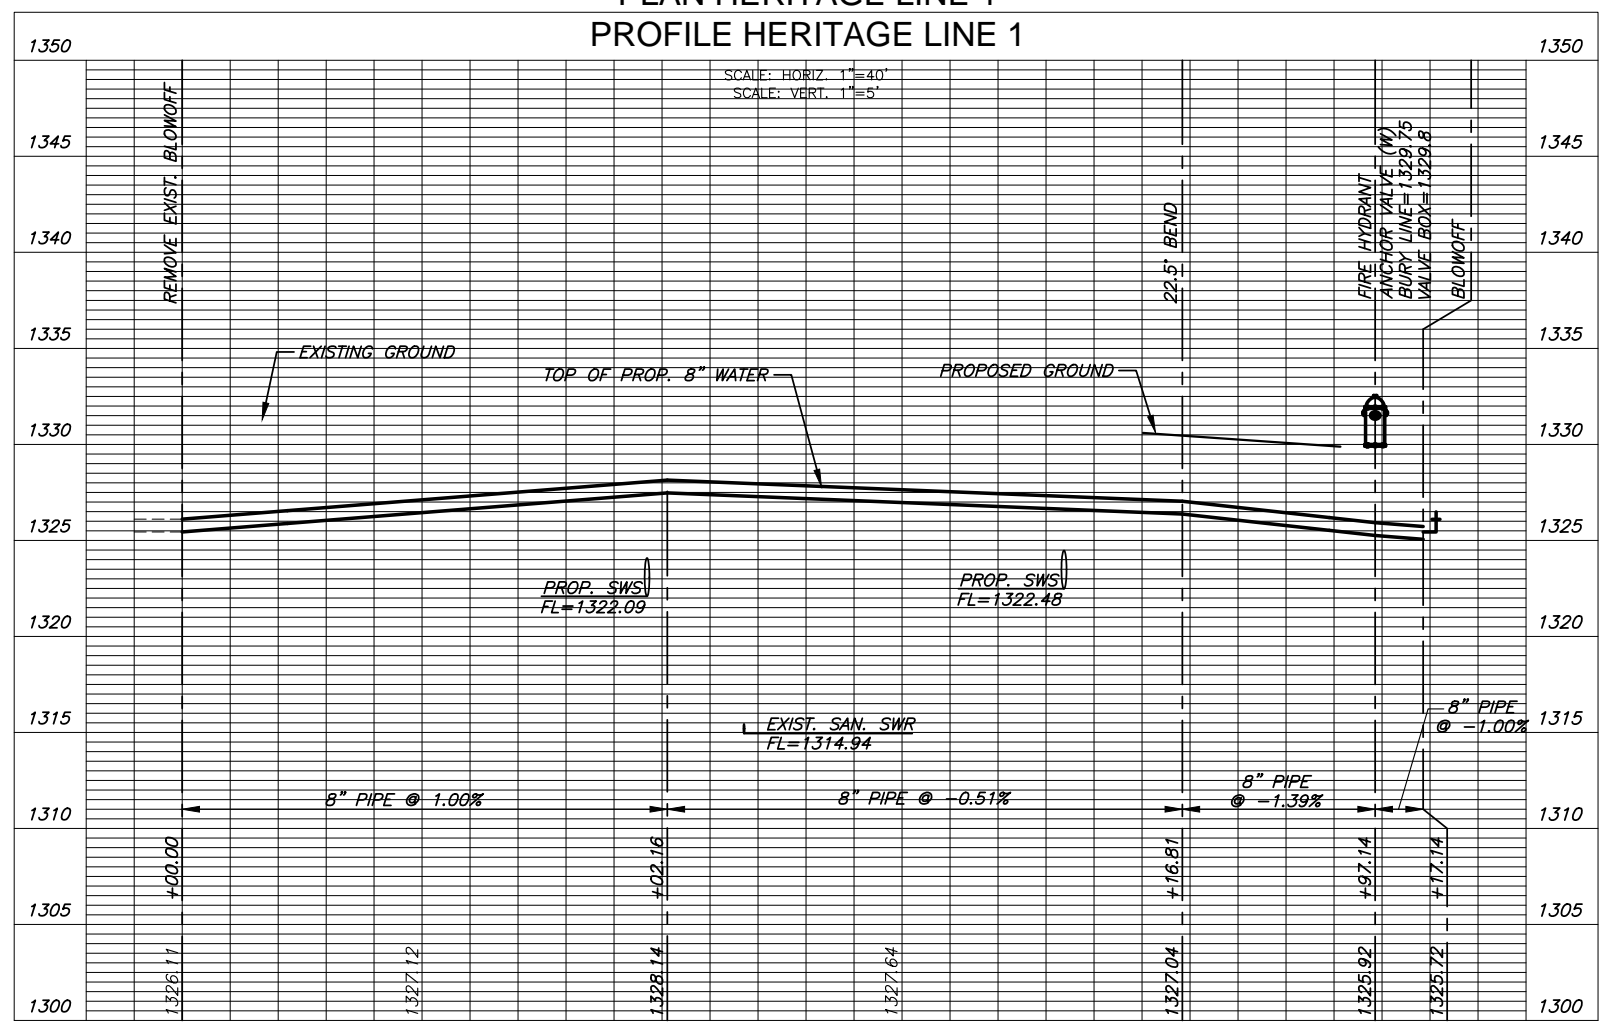 PLAN HERITAGE LINE 1
PROFILE HERITAGE LINE 1
SCALE: HORIZ. 1"=40'
SCALE: VERT. 1"=5'
1350
1350
1345
1345
1340
1340
1335
1335
1330
1330
1325
1325
1320
1320
1315
1315
1310
1310
1305
1305
1300
1300
REMOVE EXIST. BLOWOFF
22.5° BEND
FIRE HYDRANT
ANCHOR VALVE (W)
BURY LINE=1329.75
VALVE BOX=1329.8
BLOWOFF
EXISTING GROUND
TOP OF PROP. 8" WATER
PROPOSED GROUND
PROP. SWS
FL=1322.09
PROP. SWS
FL=1322.48
EXIST. SAN. SWR
FL=1314.94
8" PIPE
@ -1.00%
8" PIPE @ 1.00%
8" PIPE @ -0.51%
8" PIPE
@ -1.39%
+00.00
+02.16
+16.81
+97.14
+17.14
1326.11
1327.12
1328.14
1327.64
1327.04
1325.92
1325.72